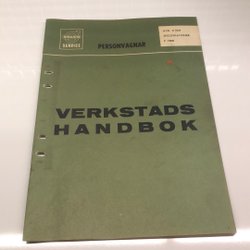 VOLVO
SERVICE
PERSONVAGNAR
VERKSTADS
HANDBOK